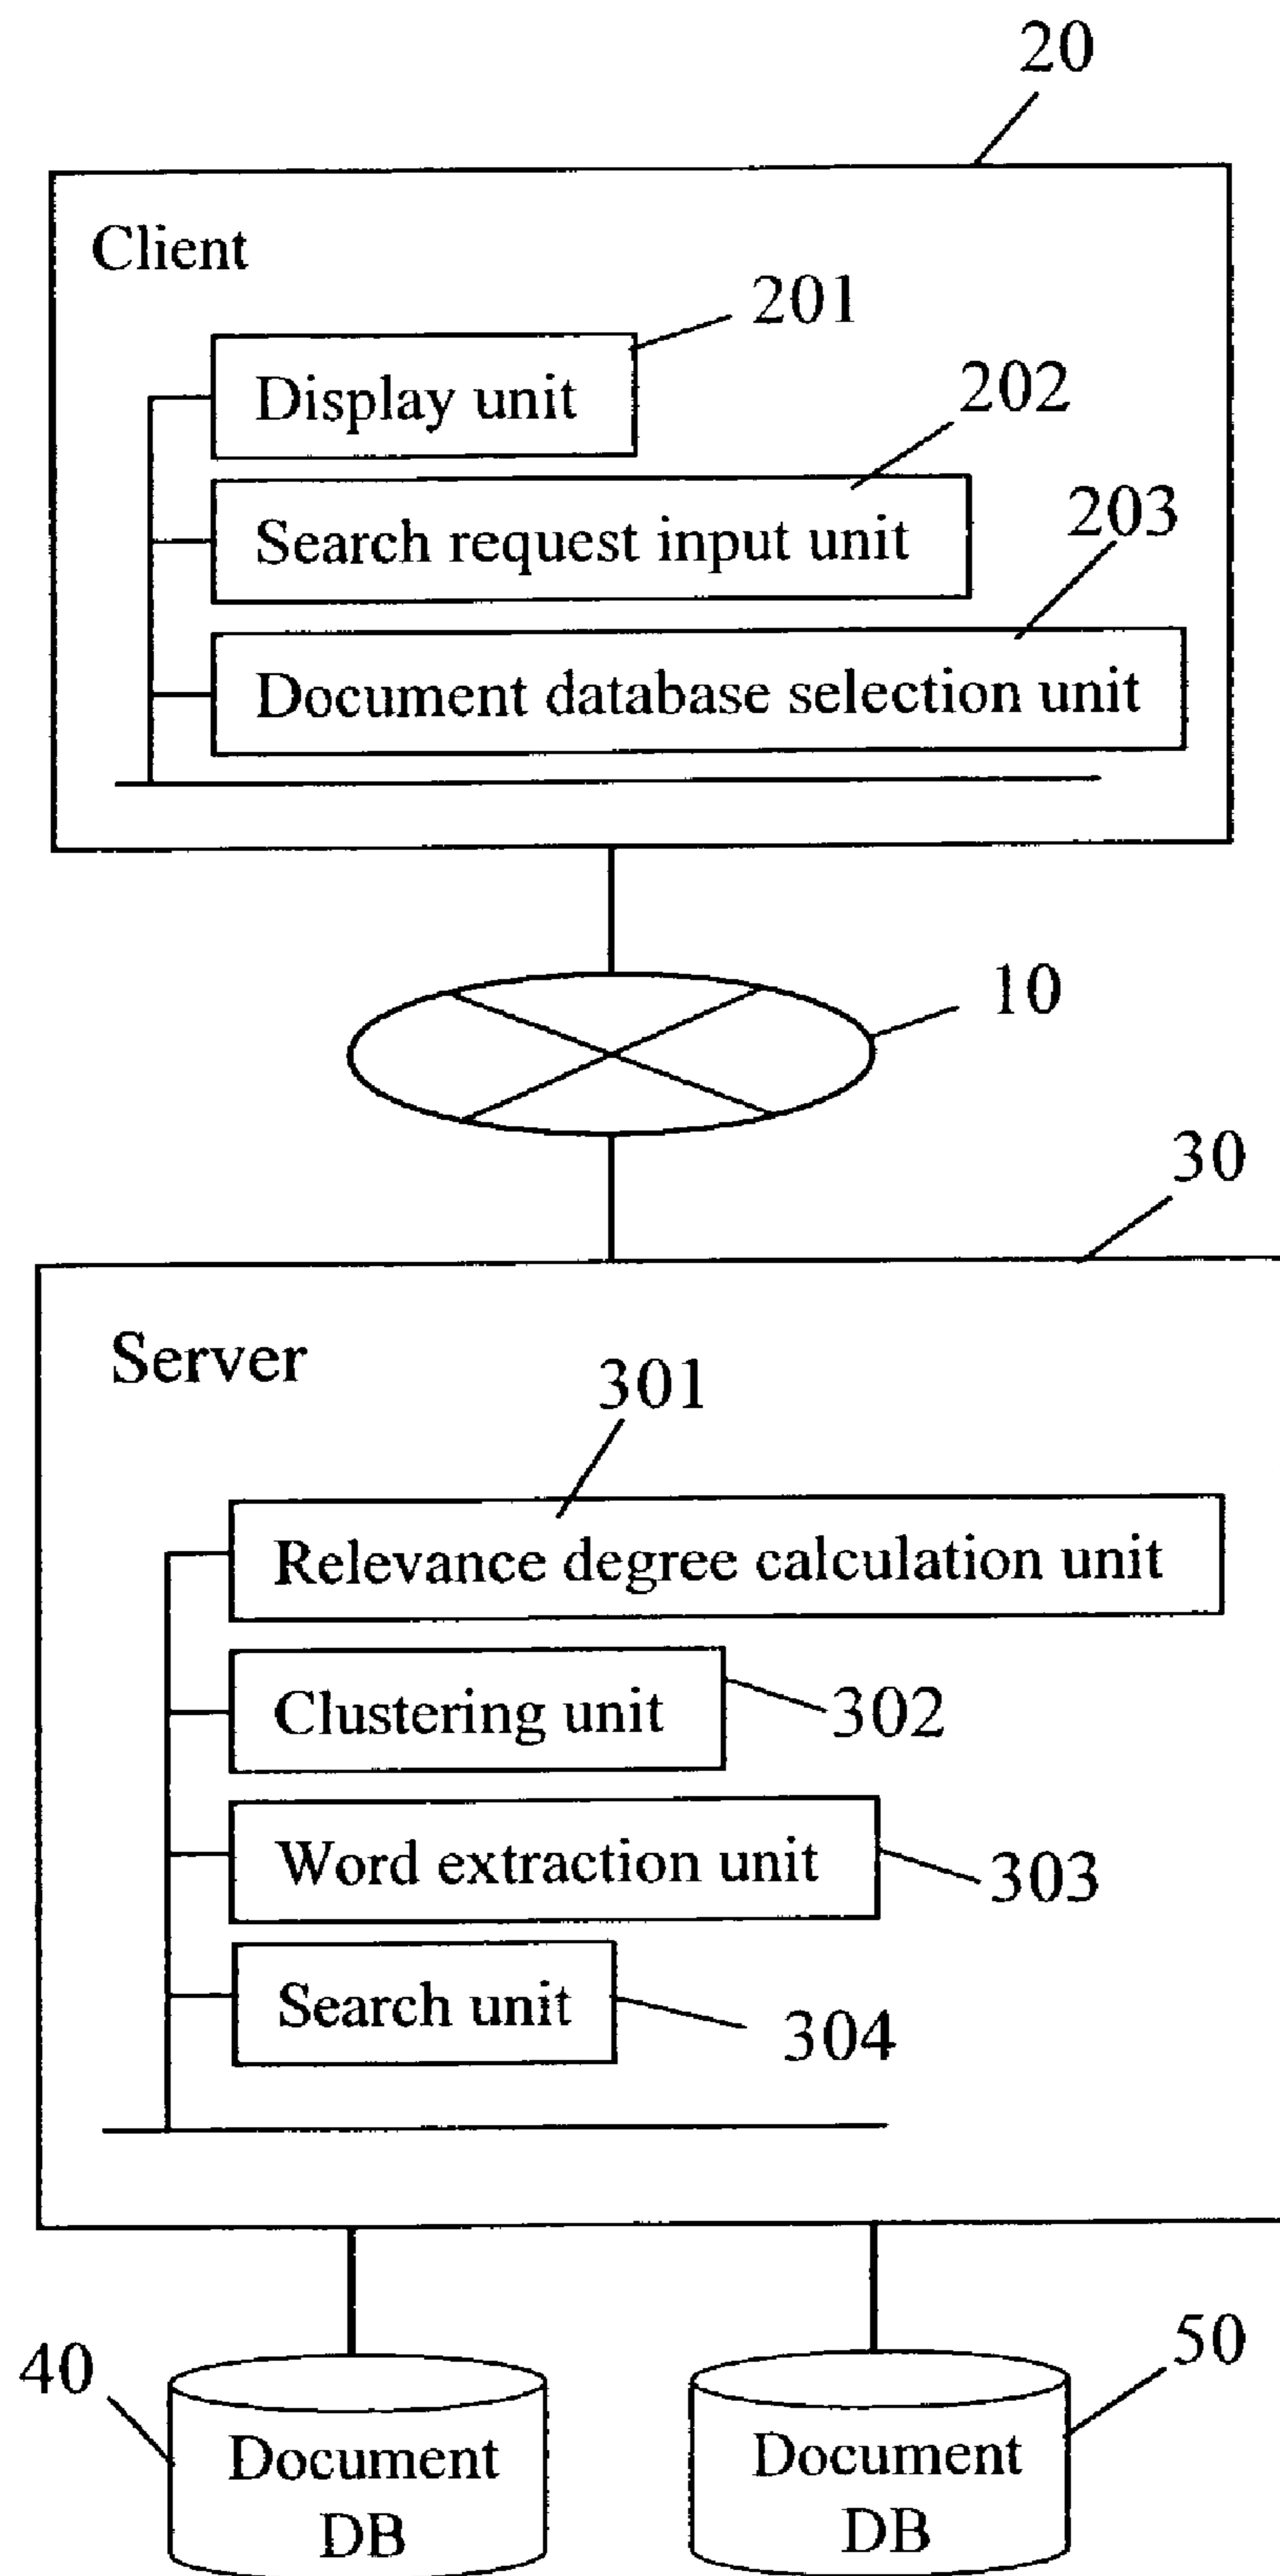 20
Client
201
Display unit
202
Search request input unit
203
Document database selection unit
10
30
Server
301
Relevance degree calculation unit
Clustering unit
302
Word extraction unit
303
Search unit
304
40
50
Document
DB
Document
DB